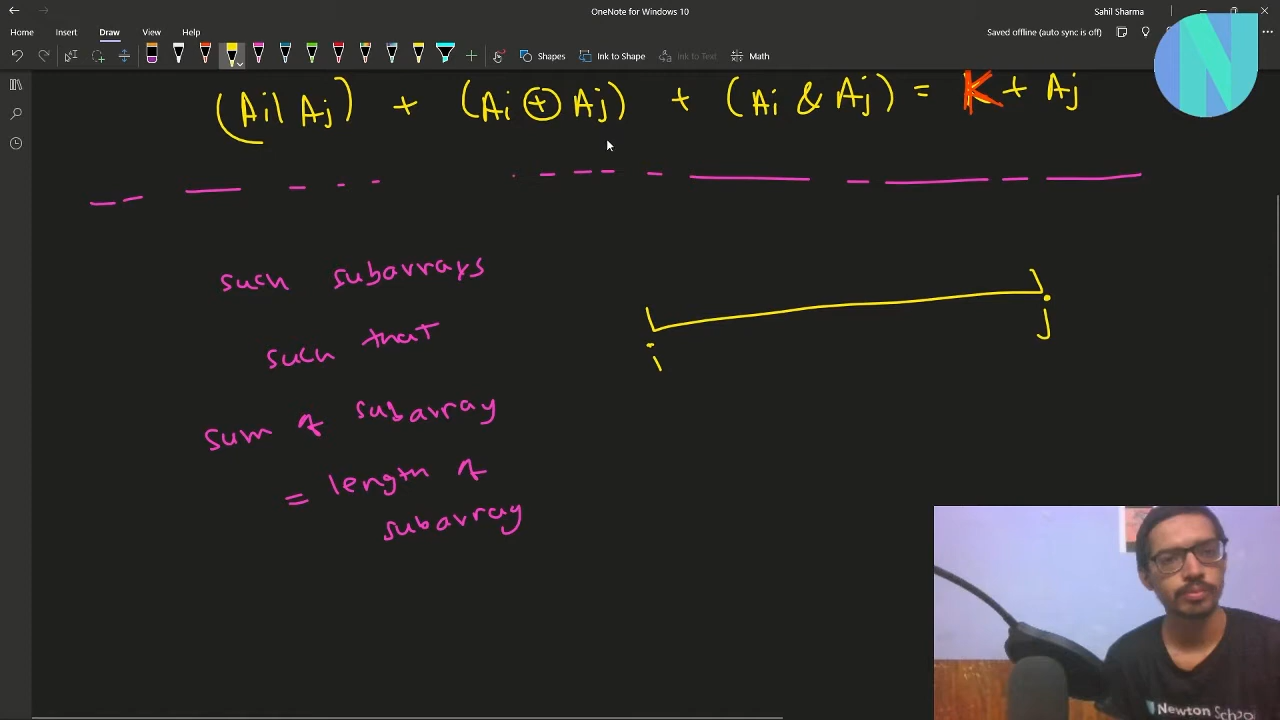 OneNote for Windows 10
Sahil Sharma
Home Insert Draw View Help
Saved offline (auto sync is off)
Shapes Ink to Shape Ink to Text Math
(Ai | Aj) + (Ai ⊕ Aj) + (Ai & Aj) = K + Aj
such subarrays
such that
sum of subarray
= length of
subarray
i
j
Newton School